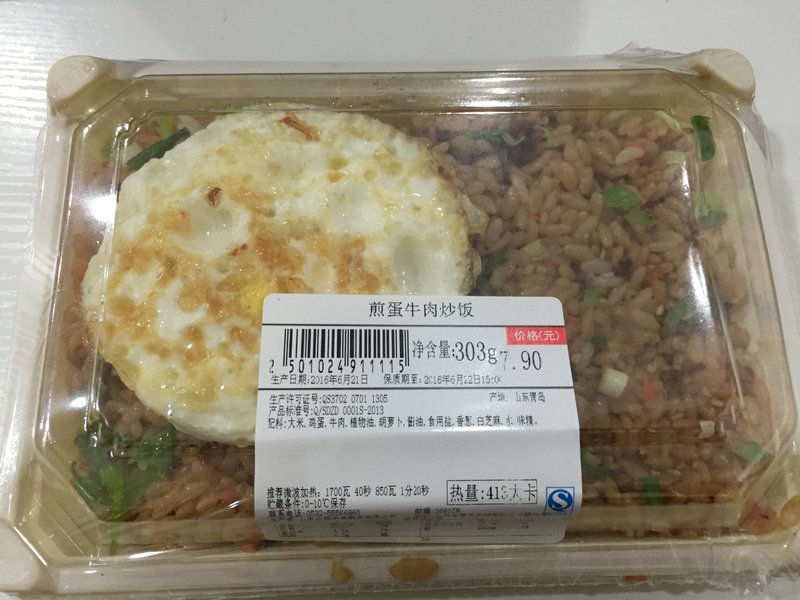 煎蛋牛肉炒饭
价格(元)
净含量:303g 7.90
2 501024 911115
生产日期:2016年6月21日 保质期至:2016年6月22日15:00
生产许可证号:QS3702 0701 1305 产地: 山东青岛
产品标准号:Q/SDZD 0001S-2013
配料:大米,鸡蛋,牛肉,植物油,胡萝卜,酱油,食用盐,香葱,白芝麻,水,味精。
推荐微波加热: 1700瓦 40秒 850瓦 1分20秒
热量:413大卡
贮藏条件:0-10℃保存
联系电话:0532-55566860
S